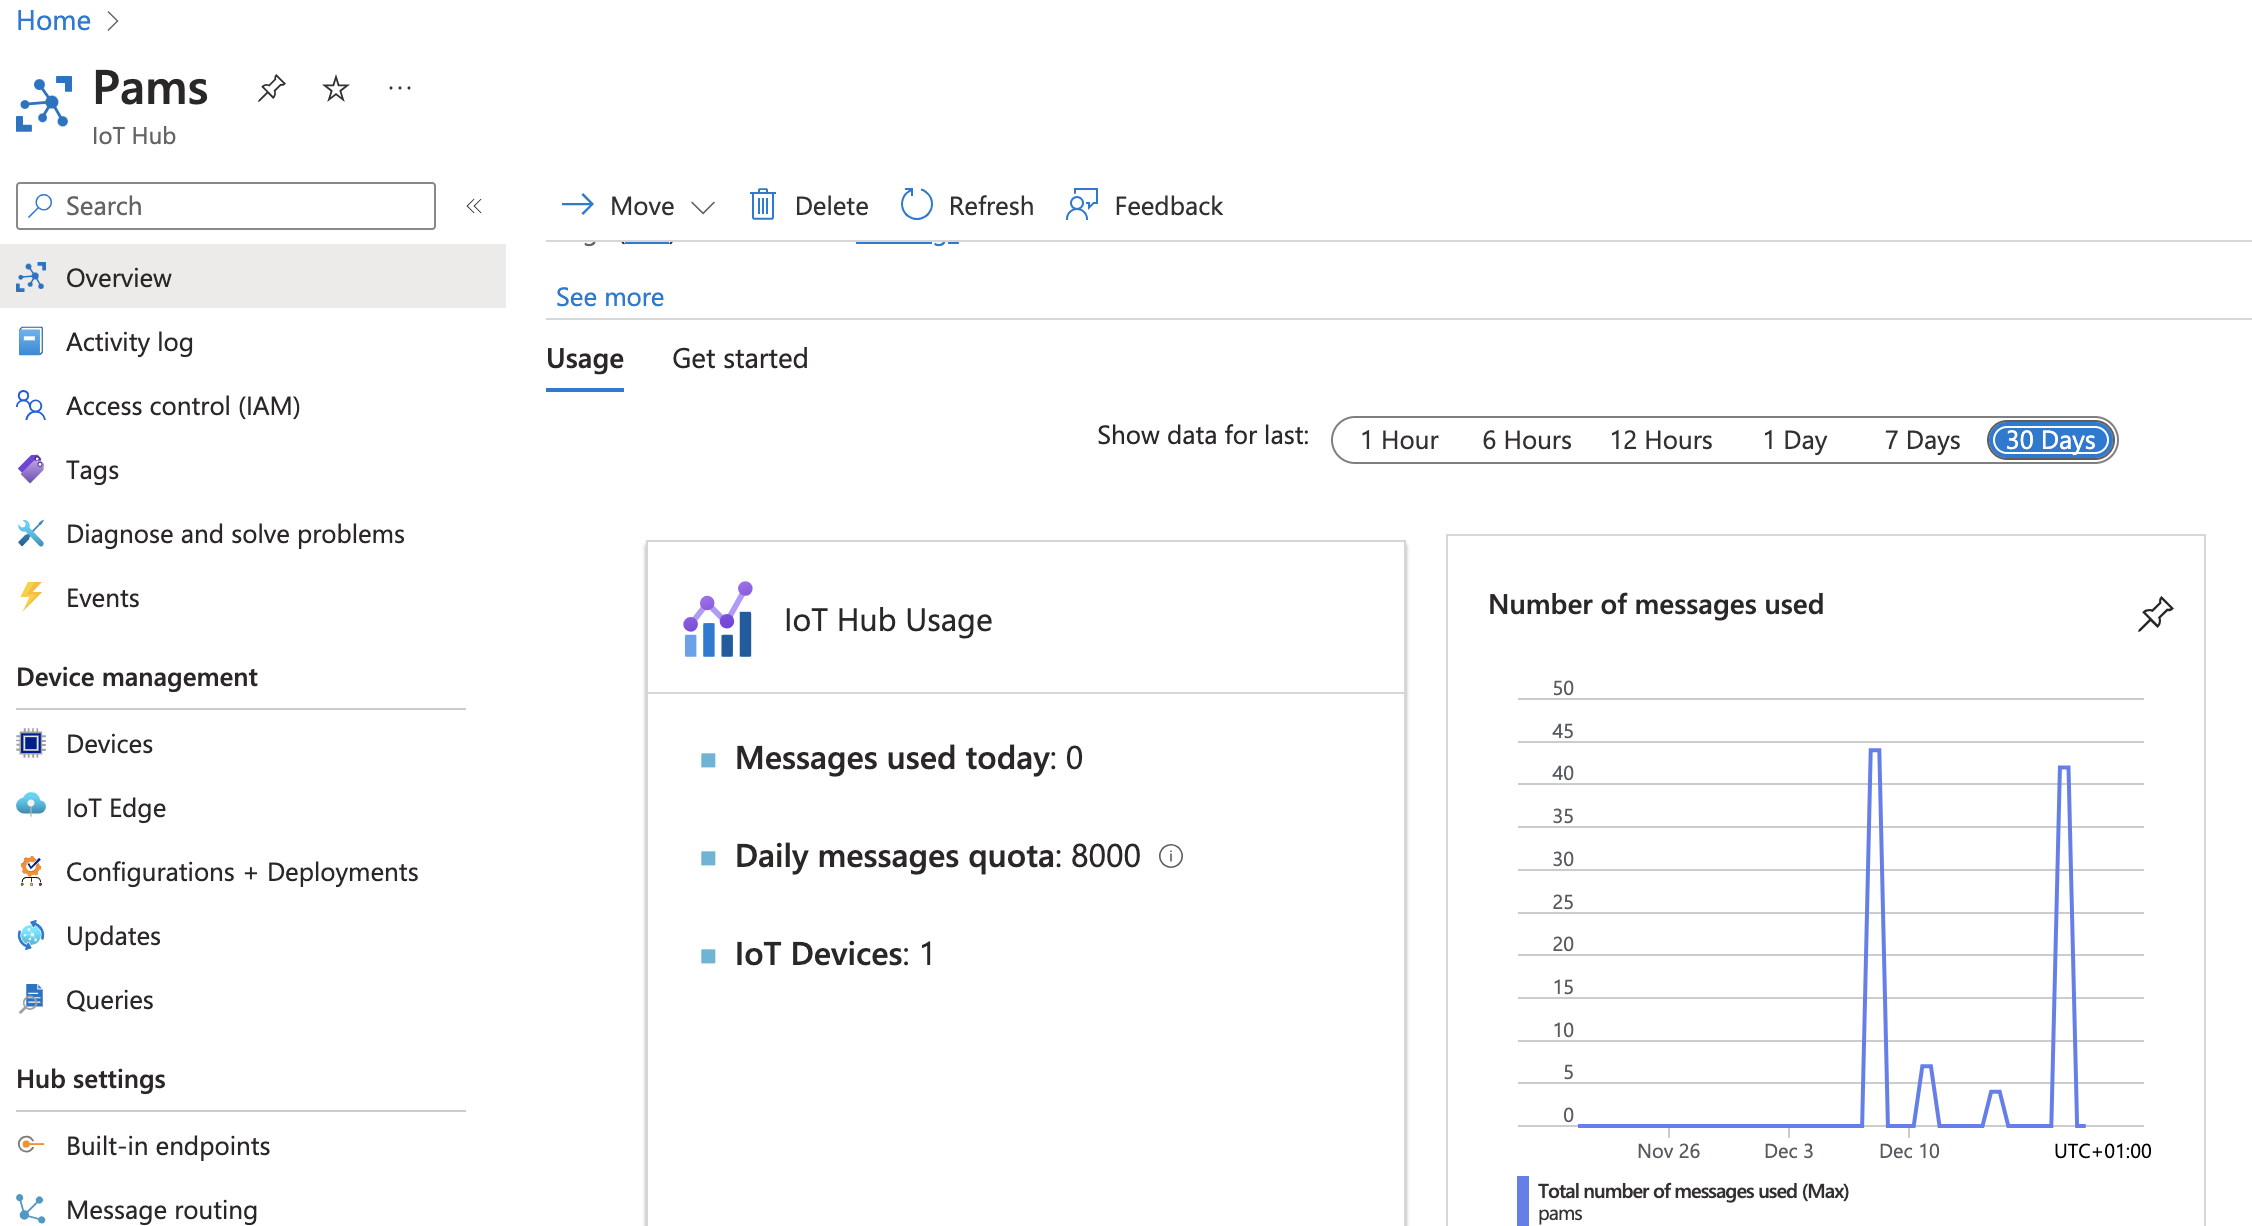 Home
Pams
IoT Hub
Search
Move
Delete
Refresh
Feedback
See more
Overview
Activity log
Access control (IAM)
Tags
Diagnose and solve problems
Events
Device management
Devices
IoT Edge
Configurations + Deployments
Updates
Queries
Hub settings
Built-in endpoints
Message routing
Usage
Get started
Show data for last:
1 Hour
6 Hours
12 Hours
1 Day
7 Days
30 Days
IoT Hub Usage
Messages used today: 0
Daily messages quota: 8000
IoT Devices: 1
Number of messages used
50
45
40
35
30
25
20
15
10
5
0
Nov 26
Dec 3
Dec 10
UTC+01:00
Total number of messages used (Max)
pams